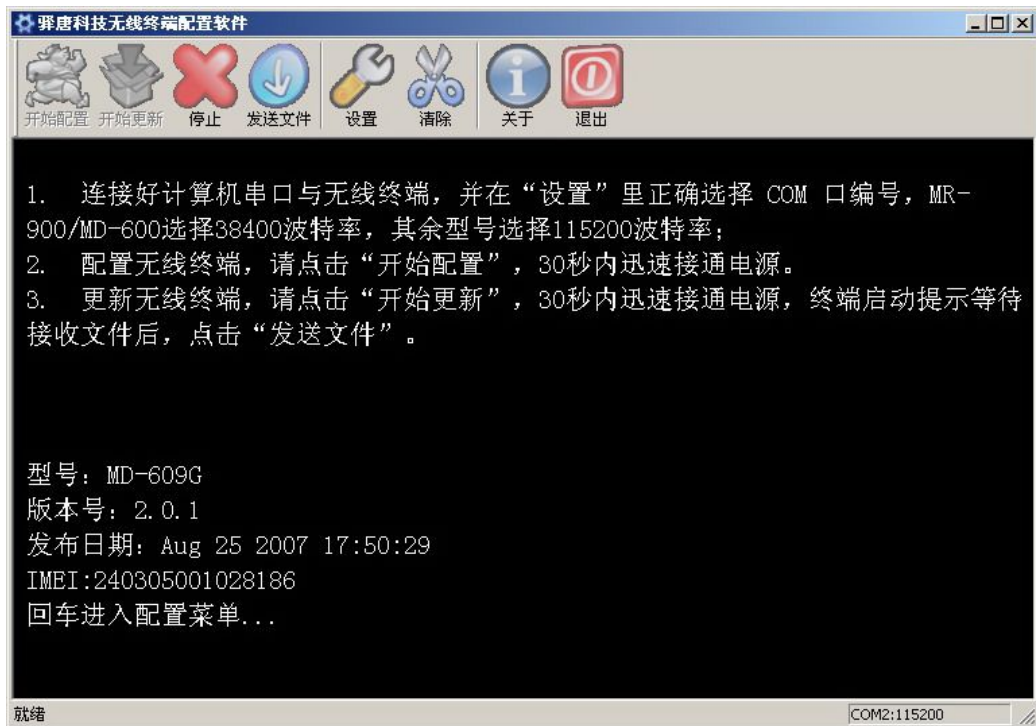 驿唐科技无线终端配置软件
开始配置 开始更新 停止 发送文件 设置 清除 关于 退出
1. 连接好计算机串口与无线终端，并在“设置”里正确选择 COM 口编号，MR-
900/MD-600选择38400波特率，其余型号选择115200波特率；
2. 配置无线终端，请点击“开始配置”，30秒内迅速接通电源。
3. 更新无线终端，请点击“开始更新”，30秒内迅速接通电源，终端启动提示等待
接收文件后，点击“发送文件”。
型号：MD-609G
版本号：2.0.1
发布日期：Aug 25 2007 17:50:29
IMEI:240305001028186
回车进入配置菜单...
就绪 COM2:115200